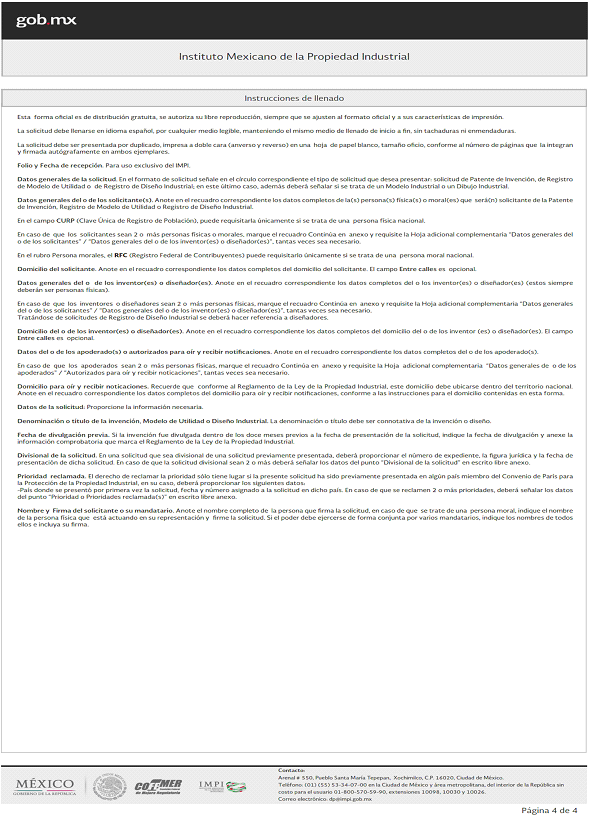 gob.mx
Instituto Mexicano de la Propiedad Industrial
Instrucciones de llenado
Esta forma oficial es de distribución gratuita, se autoriza su libre reproducción, siempre que se ajusten al formato oficial y a sus características de impresión.
La solicitud debe llenarse en idioma español, por cualquier medio legible, manteniendo el mismo medio de llenado de inicio a fin, sin tachaduras ni enmendaduras.
La solicitud debe ser presentada por duplicado, impresa a doble cara (anverso y reverso) en una hoja de papel blanco, tamaño oficio, conforme al número de páginas que la integran
y firmada autógrafamente en ambos ejemplares.
Folio y Fecha de recepción. Para uso exclusivo del IMPI.
Datos generales de la solicitud. En el formato de solicitud señale en el círculo correspondiente el tipo de solicitud que desea presentar: solicitud de Patente de Invención, de Registro
de Modelo de Utilidad o de Registro de Diseño Industrial; en este último caso, además deberá señalar si se trata de un Modelo Industrial o un Dibujo Industrial.
Datos generales del o de los solicitante(s). Anote en el recuadro correspondiente los datos completos de la(s) persona(s) física(s) o moral(es) que será(n) solicitante de la Patente
de Invención, Registro de Modelo de Utilidad o Registro de Diseño Industrial.
En el campo CURP (Clave Única de Registro de Población), puede requisitarla únicamente si se trata de una persona física nacional.
En caso de que los solicitantes sean 2 o más personas físicas o morales, marque el recuadro Continúa en anexo y requisite la Hoja adicional complementaria "Datos generales del
o de los solicitantes" / "Datos generales del o de los inventor(es) o diseñador(es)", tantas veces sea necesario.
En el rubro Persona morales, el RFC (Registro Federal de Contribuyentes) puede requisitarlo únicamente si se trata de una persona moral nacional.
Domicilio del solicitante. Anote en el recuadro correspondiente los datos completos del domicilio del solicitante. El campo Entre calles es opcional.
Datos generales del o de los inventor(es) o diseñador(es). Anote en el recuadro correspondiente los datos completos del o los inventor(es) o diseñador(es) (estos siempre
deberán ser personas físicas).
En caso de que los inventores o diseñadores sean 2 o más personas físicas, marque el recuadro Continúa en anexo y requisite la Hoja adicional complementaria "Datos generales
del o de los solicitantes" / "Datos generales del o de los inventor(es) o diseñador(es)", tantas veces sea necesario.
Tratándose de solicitudes de Registro de Diseño Industrial se deberá hacer referencia a diseñadores.
Domicilio del o de los inventor(es) o diseñador(es). Anote en el recuadro correspondiente los datos completos del domicilio del o de los inventor (es) o diseñador(es). El campo
Entre calles es opcional.
Datos del o de los apoderado(s) o autorizados para oír y recibir notificaciones. Anote en el recuadro correspondiente los datos completos del o de los apoderado(s).
En caso de que los apoderados sean 2 o más personas físicas, marque el recuadro Continúa en anexo y requisite la Hoja adicional complementaria "Datos generales de o de los
apoderados" / "Autorizados para oír y recibir noticaciones", tantas veces sea necesario.
Domicilio para oír y recibir noticaciones. Recuerde que conforme al Reglamento de la Ley de la Propiedad Industrial, este domicilio debe ubicarse dentro del territorio nacional.
Anote en el recuadro correspondiente los datos completos del domicilio para oír y recibir notificaciones, conforme a las instrucciones para el domicilio contenidas en esta forma.
Datos de la solicitud. Proporcione la información necesaria.
Denominación o título de la invención, Modelo de Utilidad o Diseño Industrial. La denominación o título debe ser connotativa de la invención o diseño.
Fecha de divulgación previa. Si la invención fue divulgada dentro de los doce meses previos a la fecha de presentación de la solicitud, indique la fecha de divulgación y anexe la
información comprobatoria que marca el Reglamento de la Ley de la Propiedad Industrial.
Divisional de la solicitud. En una solicitud que sea divisional de una solicitud previamente presentada, deberá proporcionar el número de expediente, la figura jurídica y la fecha de
presentación de dicha solicitud. En caso de que la solicitud divisional sean 2 o más deberá señalar los datos del punto "Divisional de la solicitud" en escrito libre anexo.
Prioridad reclamada. El derecho de reclamar la prioridad sólo tiene lugar si la presente solicitud ha sido previamente presentada en algún país miembro del Convenio de París para
la Protección de la Propiedad Industrial, en su caso, deberá proporcionar los siguientes datos:
-País donde se presentó por primera vez la solicitud, fecha y número asignado a la solicitud en dicho país. En caso de que se reclamen 2 o más prioridades, deberá señalar los datos
del punto "Prioridad o Prioridades reclamada(s)" en escrito libre anexo.
Nombre y Firma del solicitante o su mandatario. Anote el nombre completo de la persona que firma la solicitud, en caso de que se trate de una persona moral, indique el nombre
de la persona física que está actuando en su representación y firme la solicitud. Si el poder debe ejercerse de forma conjunta por varios mandatarios, indique los nombres de todos
ellos e incluya su firma.
MÉXICO
GOBIERNO DE LA REPÚBLICA
COFEMER
de Mejora Regulatoria
IMPI
Contacto:
Arenal # 550, Pueblo Santa María Tepepan, Xochimilco, C.P. 16020, Ciudad de México.
Teléfono: (01) (55) 53-34-07-00 en la Ciudad de México y área metropolitana, del interior de la República sin
costo para el usuario 01-800-570-59-90, extensiones 10098, 10030 y 10026.
Correo electrónico. dp@impi.gob.mx
Página 4 de 4